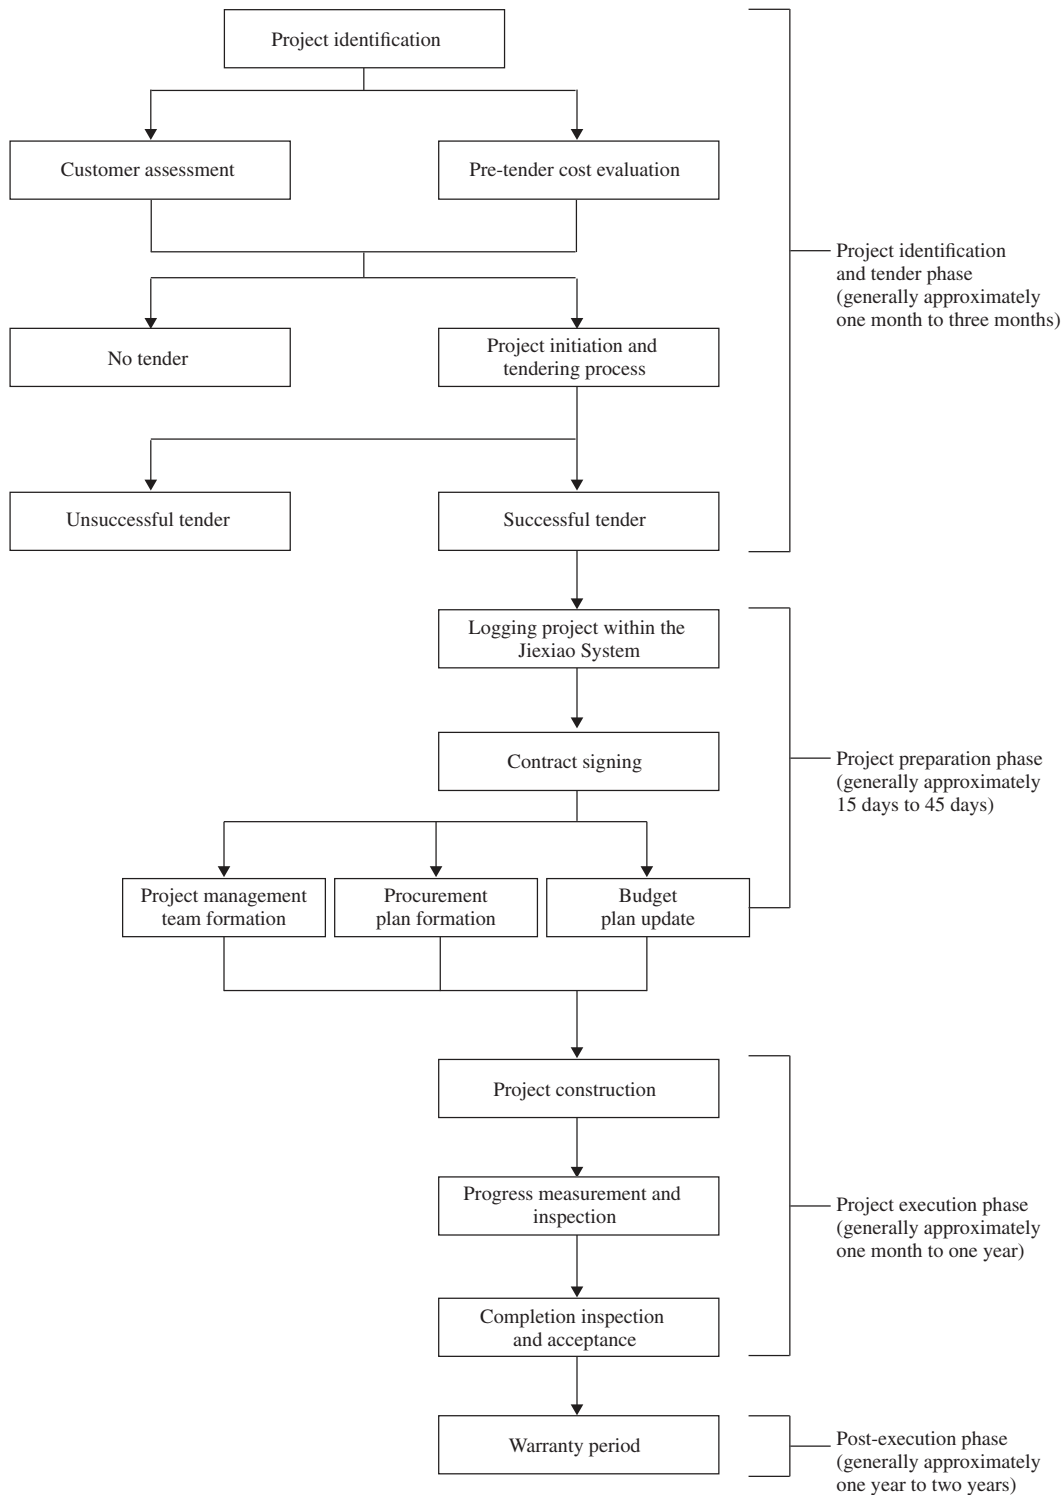 Project identification
Customer assessment
Pre-tender cost evaluation
Project identification
and tender phase
(generally approximately
one month to three months)
No tender
Project initiation and
tendering process
Unsuccessful tender
Successful tender
Logging project within the
Jiexiao System
Contract signing
Project preparation phase
(generally approximately
15 days to 45 days)
Project management
team formation
Procurement
plan formation
Budget
plan update
Project construction
Progress measurement and
inspection
Project execution phase
(generally approximately
one month to one year)
Completion inspection
and acceptance
Warranty period
Post-execution phase
(generally approximately
one year to two years)